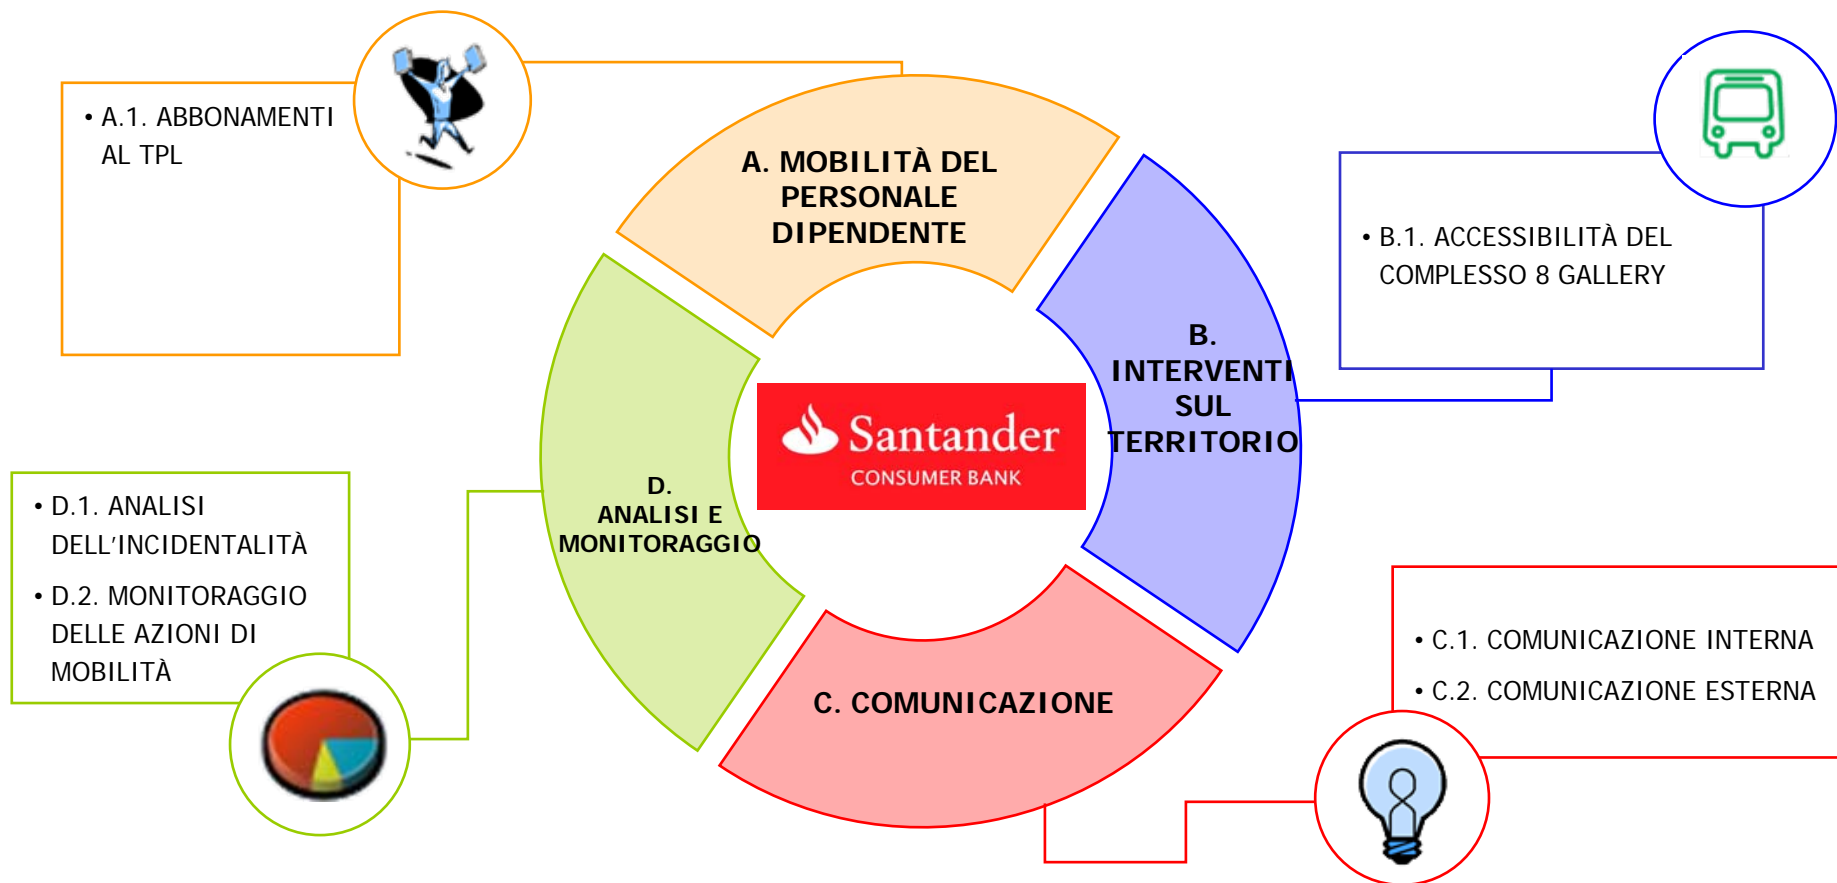 • A.1. ABBONAMENTI
AL TPL
A. MOBILITÀ DEL
PERSONALE
DIPENDENTE
• B.1. ACCESSIBILITÀ DEL
COMPLESSO 8 GALLERY
B.
INTERVENTI
SUL
TERRITORIO
Santander
CONSUMER BANK
D.
ANALISI E
MONITORAGGIO
• D.1. ANALISI
DELL'INCIDENTALITÀ
• D.2. MONITORAGGIO
DELLE AZIONI DI
MOBILITÀ
C. COMUNICAZIONE
• C.1. COMUNICAZIONE INTERNA
• C.2. COMUNICAZIONE ESTERNA